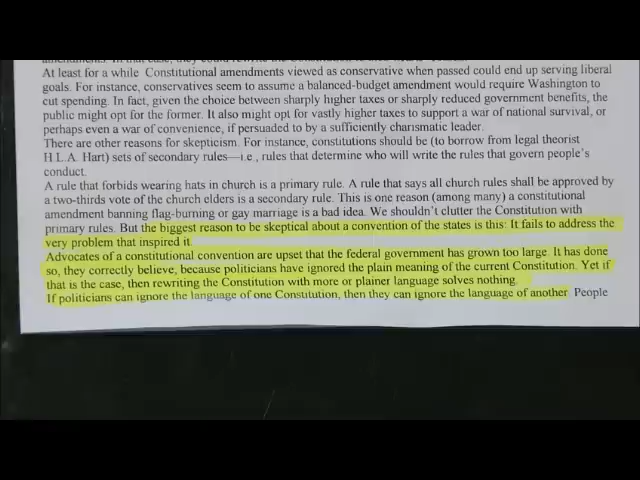 amendments. In that case, they could rewrite the Constitution
At least for a while Constitutional amendments viewed as conservative when passed could end up serving liberal
goals. For instance, conservatives seem to assume a balanced-budget amendment would require Washington to
cut spending. In fact, given the choice between sharply higher taxes or sharply reduced government benefits, the
public might opt for the former. It also might opt for vastly higher taxes to support a war of national survival, or
perhaps even a war of convenience, if persuaded to by a sufficiently charismatic leader.
There are other reasons for skepticism. For instance, constitutions should be (to borrow from legal theorist
H.L.A. Hart) sets of secondary rules—i.e., rules that determine who will write the rules that govern people's
conduct.
A rule that forbids wearing hats in church is a primary rule. A rule that says all church rules shall be approved by
a two-thirds vote of the church elders is a secondary rule. This is one reason (among many) a constitutional
amendment banning flag-burning or gay marriage is a bad idea. We shouldn't clutter the Constitution with
primary rules. But the biggest reason to be skeptical about a convention of the states is this: It fails to address the
very problem that inspired it.
Advocates of a constitutional convention are upset that the federal government has grown too large. It has done
so, they correctly believe, because politicians have ignored the plain meaning of the current Constitution. Yet if
that is the case, then rewriting the Constitution with more or plainer language solves nothing.
If politicians can ignore the language of one Constitution, then they can ignore the language of another. People